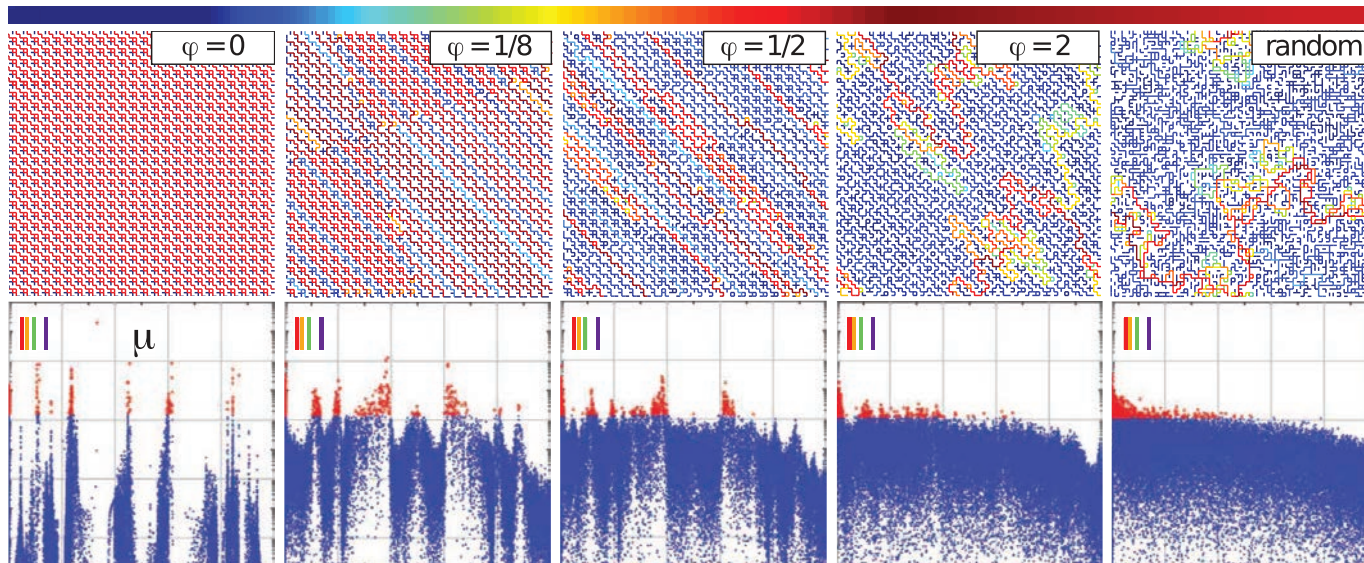 φ = 0
φ = 1/8
φ = 1/2
φ = 2
random
μ